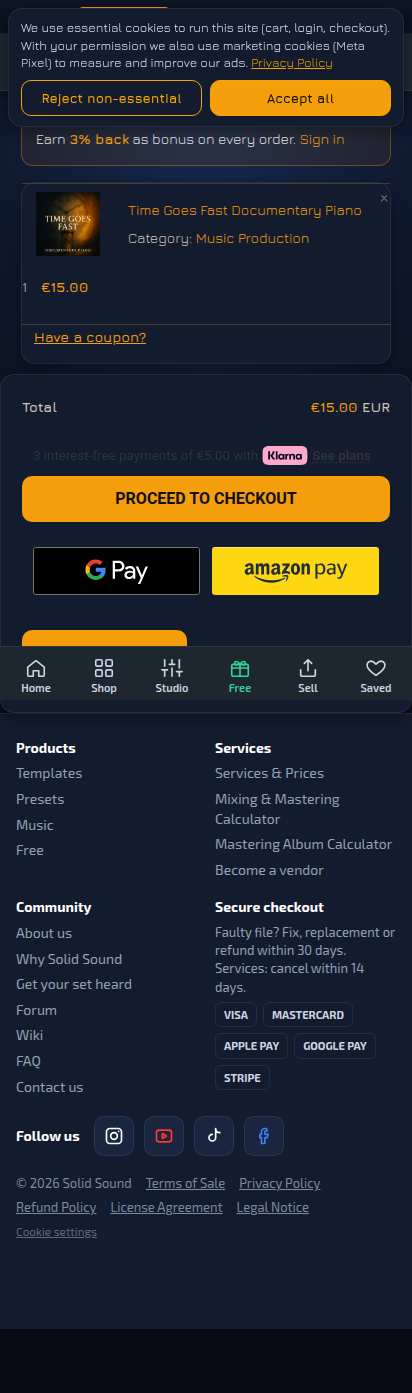 We use essential cookies to run this site (cart, login, checkout).
With your permission we also use marketing cookies (Meta
Pixel) to measure and improve our ads. Privacy Policy
Reject non-essential
Accept all
Earn 3% back as bonus on every order. Sign in
TIME GOES
FAST
DOCUMENTARY PIANO
Time Goes Fast Documentary Piano
×
Category: Music Production
1 €15.00
Have a coupon?
Total €15.00 EUR
3 interest-free payments of €5.00 with Klarna See plans
PROCEED TO CHECKOUT
G Pay
amazon pay
Home
Shop
Studio
Free
Sell
Saved
Products
Templates
Presets
Music
Free
Services
Services & Prices
Mixing & Mastering
Calculator
Mastering Album Calculator
Become a vendor
Community
About us
Why Solid Sound
Get your set heard
Forum
Wiki
FAQ
Contact us
Secure checkout
Faulty file? Fix, replacement or
refund within 30 days.
Services: cancel within 14
days.
VISA MASTERCARD
APPLE PAY GOOGLE PAY
STRIPE
Follow us
© 2026 Solid Sound Terms of Sale Privacy Policy
Refund Policy License Agreement Legal Notice
Cookie settings